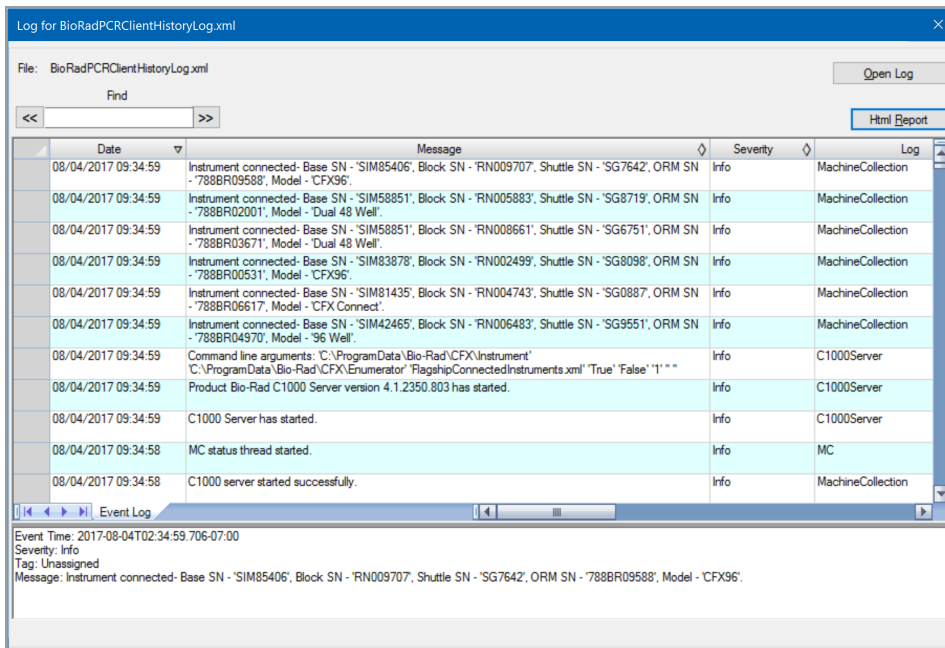 Log for BioRadPCRClientHistoryLog.xml
File: BioRadPCRClientHistoryLog.xml
Open Log
Find
<< >>
Html Report
Date Message Severity Log
08/04/2017 09:34:59 Instrument connected- Base SN - 'SIM85406', Block SN - 'RN009707', Shuttle SN - 'SG7642', ORM SN Info MachineCollection
- '788BR09588', Model - 'CFX96'.
08/04/2017 09:34:59 Instrument connected- Base SN - 'SIM58851', Block SN - 'RN005883', Shuttle SN - 'SG8719', ORM SN Info MachineCollection
- '788BR02001', Model - 'Dual 48 Well'.
08/04/2017 09:34:59 Instrument connected- Base SN - 'SIM58851', Block SN - 'RN008661', Shuttle SN - 'SG6751', ORM SN Info MachineCollection
- '788BR03671', Model - 'Dual 48 Well'.
08/04/2017 09:34:59 Instrument connected- Base SN - 'SIM83878', Block SN - 'RN002499', Shuttle SN - 'SG8098', ORM SN Info MachineCollection
- '788BR00531', Model - 'CFX96'.
08/04/2017 09:34:59 Instrument connected- Base SN - 'SIM81435', Block SN - 'RN004743', Shuttle SN - 'SG0887', ORM SN Info MachineCollection
- '788BR06617', Model - 'CFX Connect'.
08/04/2017 09:34:59 Instrument connected- Base SN - 'SIM42465', Block SN - 'RN006483', Shuttle SN - 'SG9551', ORM SN Info MachineCollection
- '788BR04970', Model - '96 Well'.
08/04/2017 09:34:59 Command line arguments: 'C:\ProgramData\Bio-Rad\CFX\Instrument' Info C1000Server
'C:\ProgramData\Bio-Rad\CFX\Enumerator' 'FlagshipConnectedInstruments.xml' 'True' 'False' '1' '' ''
08/04/2017 09:34:59 Product Bio-Rad C1000 Server version 4.1.2350.803 has started. Info C1000Server
08/04/2017 09:34:59 C1000 Server has started. Info C1000Server
08/04/2017 09:34:58 MC status thread started. Info MC
08/04/2017 09:34:58 C1000 server started successfully. Info MachineCollection
Event Log
Event Time: 2017-08-04T02:34:59.706-07:00
Severity: Info
Tag: Unassigned
Message: Instrument connected- Base SN - 'SIM85406', Block SN - 'RN009707', Shuttle SN - 'SG7642', ORM SN - '788BR09588', Model - 'CFX96'.